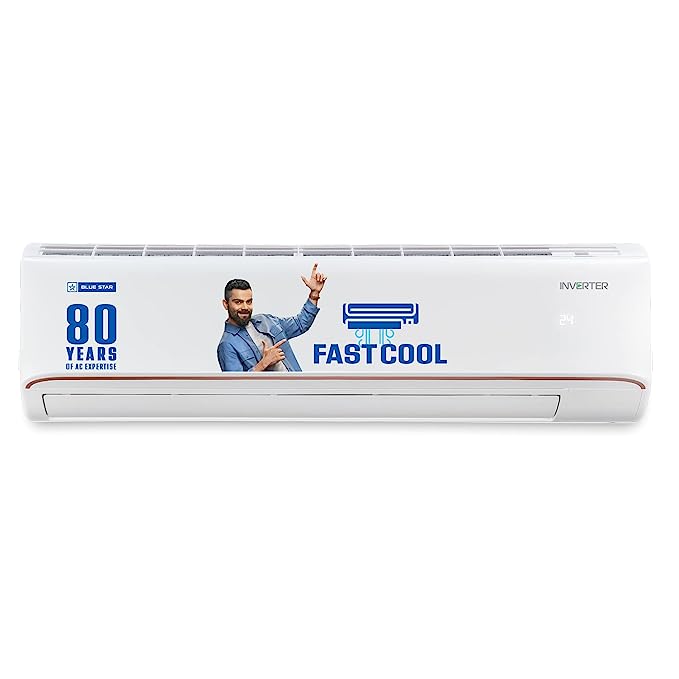 BLUE STAR
80
YEARS
OF AC EXPERTISE
FAST COOL
INVERTER
24